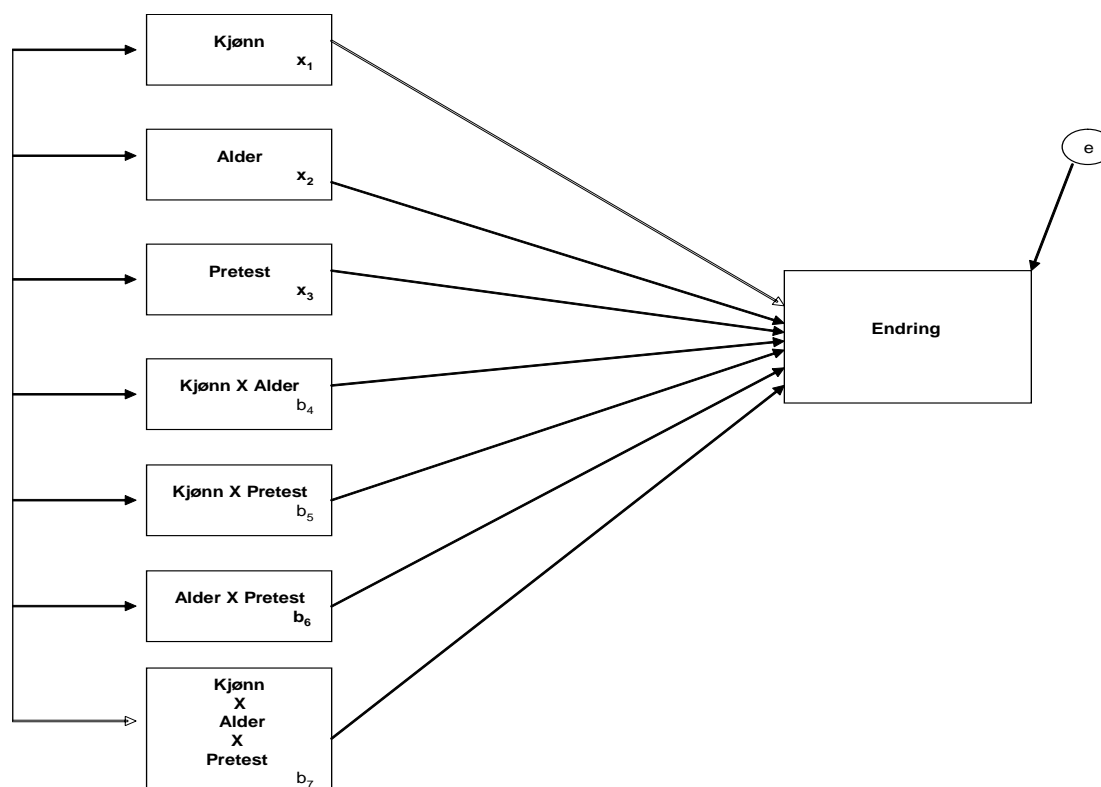 Kjønn
x₁
Alder
x₂
Pretest
x₃
Kjønn X Alder
b₄
Kjønn X Pretest
b₅
Alder X Pretest
b₆
Kjønn
X
Alder
X
Pretest
b₇
e
Endring